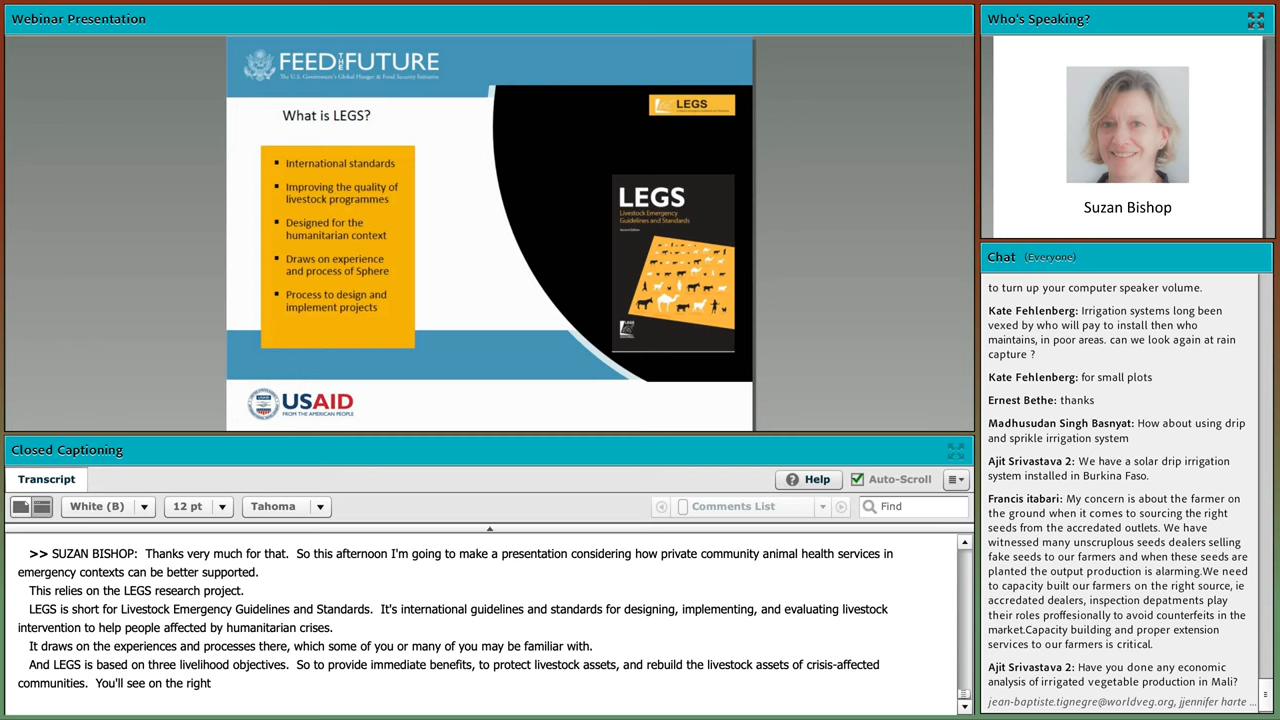 Webinar Presentation
FEED THE FUTURE
The U.S. Government's Global Hunger & Food Security Initiative
What is LEGS?
▪ International standards
▪ Improving the quality of
livestock programmes
▪ Designed for the
humanitarian context
▪ Draws on experience
and process of Sphere
▪ Process to design and
implement projects
LEGS
LEGS
Livestock Emergency
Guidelines and Standards
Second Edition
LEGS
USAID
FROM THE AMERICAN PEOPLE
Who's Speaking?
Suzan Bishop
Chat (Everyone)
to turn up your computer speaker volume.
Kate Fehlenberg: Irrigation systems long been
vexed by who will pay to install then who
maintains, in poor areas. can we look again at rain
capture ?
Kate Fehlenberg: for small plots
Ernest Bethe: thanks
Madhusudan Singh Basnyat: How about using drip
and sprikle irrigation system
Ajit Srivastava 2: We have a solar drip irrigation
system installed in Burkina Faso.
Francis itabari: My concern is about the farmer on
the ground when it comes to sourcing the right
seeds from the accredated outlets. We have
witnessed many unscruplous seeds dealers selling
fake seeds to our farmers and when these seeds are
planted the output production is alarming.We need
to capacity built our farmers on the right source, ie
accredated dealers, inspection depatments play
their roles proffesionally to avoid counterfeits in the
market.Capacity building and proper extension
services to our farmers is critical.
Ajit Srivastava 2: Have you done any economic
analysis of irrigated vegetable production in Mali?
jean-baptiste.tignegre@worldveg.org, jjennifer harte ...
Closed Captioning
Transcript
Help
Auto-Scroll
White (B)
12 pt
Tahoma
Comments List
Find
>> SUZAN BISHOP: Thanks very much for that. So this afternoon I'm going to make a presentation considering how private community animal health services in
emergency contexts can be better supported.
This relies on the LEGS research project.
LEGS is short for Livestock Emergency Guidelines and Standards. It's international guidelines and standards for designing, implementing, and evaluating livestock
intervention to help people affected by humanitarian crises.
It draws on the experiences and processes there, which some of you or many of you may be familiar with.
And LEGS is based on three livelihood objectives. So to provide immediate benefits, to protect livestock assets, and rebuild the livestock assets of crisis-affected
communities. You'll see on the right